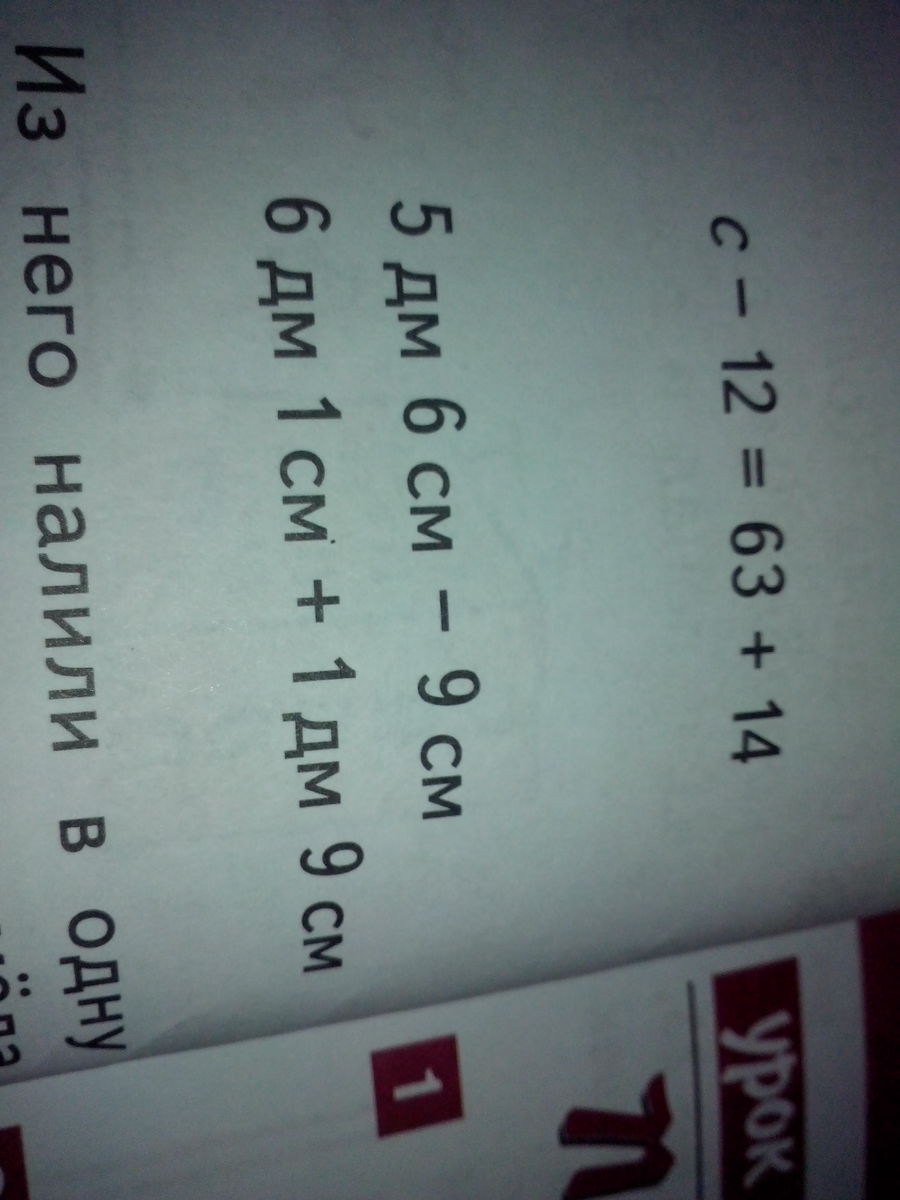 c − 12 = 63 + 14
5 дм 6 см − 9 см
6 дм 1 см + 1 дм 9 см
Из него налили в одну
урок
1